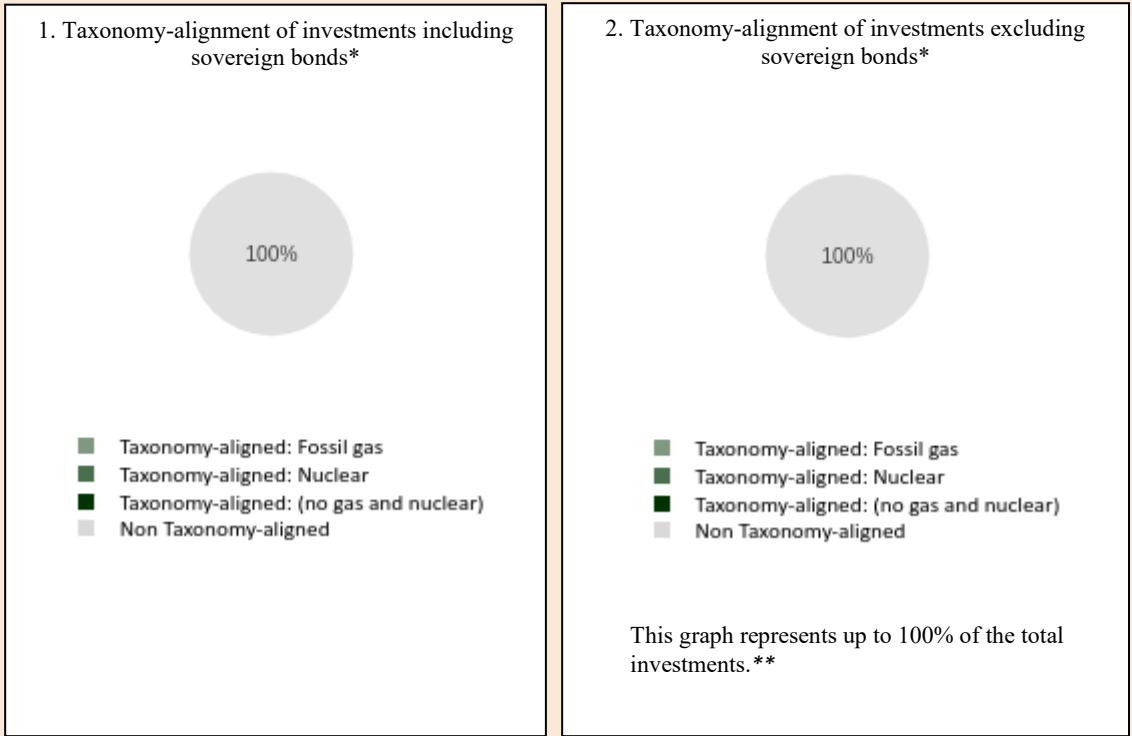 1. Taxonomy-alignment of investments including
sovereign bonds*
100%
Taxonomy-aligned: Fossil gas
Taxonomy-aligned: Nuclear
Taxonomy-aligned: (no gas and nuclear)
Non Taxonomy-aligned
2. Taxonomy-alignment of investments excluding
sovereign bonds*
100%
Taxonomy-aligned: Fossil gas
Taxonomy-aligned: Nuclear
Taxonomy-aligned: (no gas and nuclear)
Non Taxonomy-aligned
This graph represents up to 100% of the total
investments.**